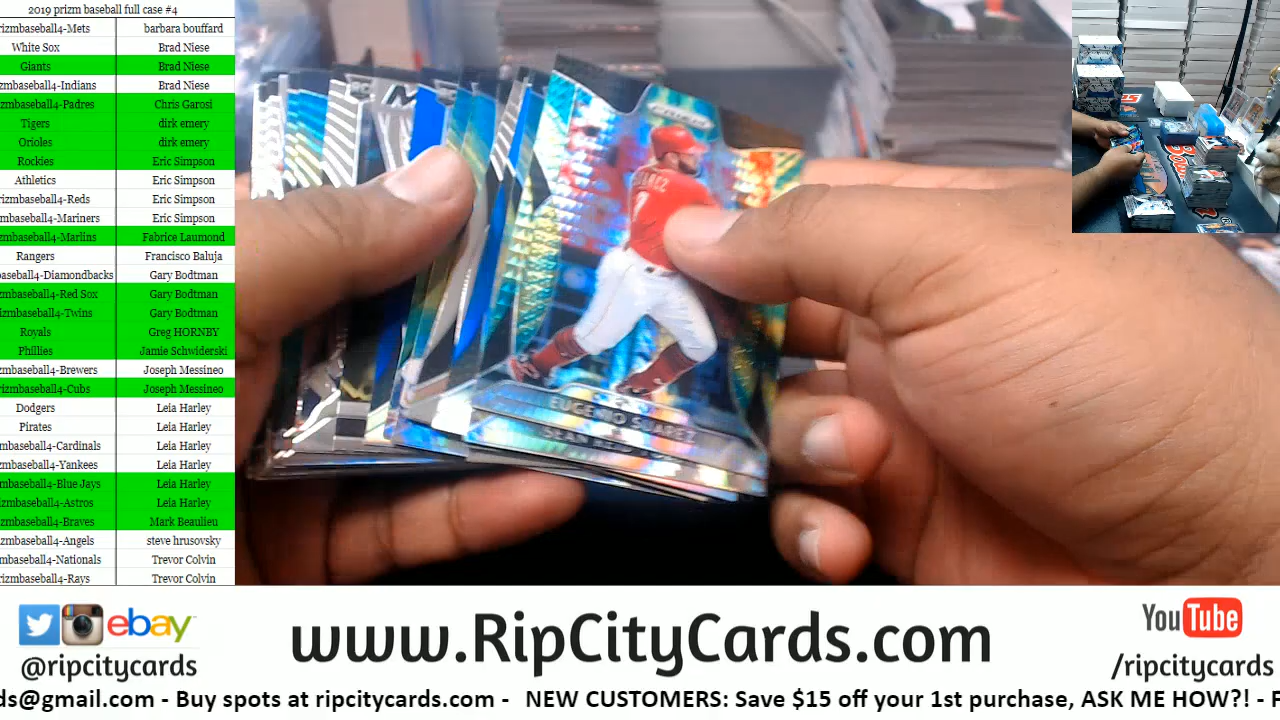 2019 prizm baseball full case #4
rizmbaseball4-Mets barbara bouffard
White Sox Brad Niese
Giants Brad Niese
zmbaseball4-Indians Brad Niese
zmbaseball4-Padres Chris Garosi
Tigers dirk emery
Orioles dirk emery
Rockies Eric Simpson
Athletics Eric Simpson
rizmbaseball4-Reds Eric Simpson
mbaseball4-Mariners Eric Simpson
zmbaseball4-Marlins Fabrice Laumond
Rangers Francisco Baluja
baseball4-Diamondbacks Gary Bodtman
zmbaseball4-Red Sox Gary Bodtman
izmbaseball4-Twins Gary Bodtman
Royals Greg HORNBY
Phillies Jamie Schwiderski
zmbaseball4-Brewers Joseph Messineo
rizmbaseball4-Cubs Joseph Messineo
Dodgers Leia Harley
Pirates Leia Harley
mbaseball4-Cardinals Leia Harley
zmbaseball4-Yankees Leia Harley
zmbaseball4-Blue Jays Leia Harley
izmbaseball4-Astros Leia Harley
zmbaseball4-Braves Mark Beaulieu
izmbaseball4-Angels steve hrusovsky
mbaseball4-Nationals Trevor Colvin
rizmbaseball4-Rays Trevor Colvin
PRIZM
EUGENIO SUAREZ
ebay
@ripcitycards
www.RipCityCards.com
YouTube
/ripcitycards
ds@gmail.com - Buy spots at ripcitycards.com - NEW CUSTOMERS: Save $15 off your 1st purchase, ASK ME HOW?! - F